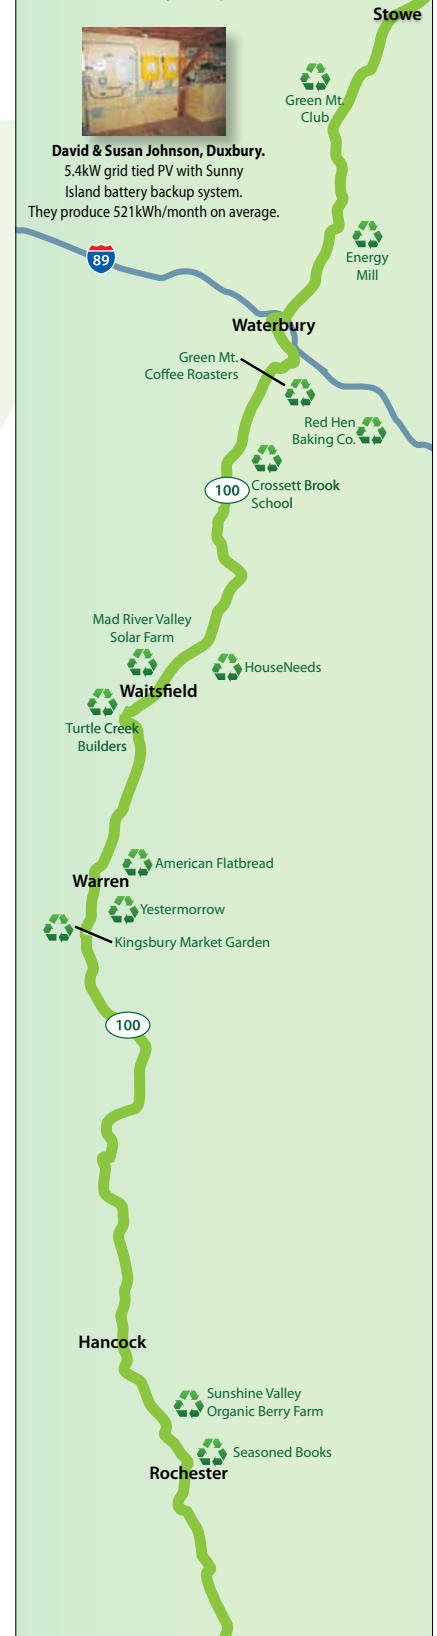 Stowe
Green Mt.
Club
David & Susan Johnson, Duxbury.
5.4kW grid tied PV with Sunny
Island battery backup system.
They produce 521kWh/month on average.
Energy
Mill
89
Waterbury
Green Mt.
Coffee Roasters
Red Hen
Baking Co.
Crossett Brook
School
100
Mad River Valley
Solar Farm
HouseNeeds
Waitsfield
Turtle Creek
Builders
American Flatbread
Warren
Yestermorrow
Kingsbury Market Garden
100
Hancock
Sunshine Valley
Organic Berry Farm
Seasoned Books
Rochester